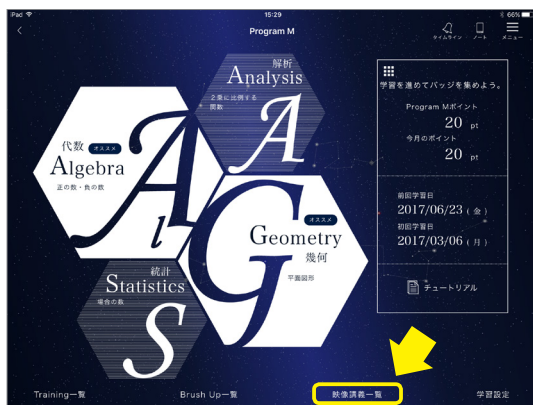 iPad
15:29
66%
Program M
タイムライン
ノート
メニュー
解析
Analysis
2乗に比例する
関数
A
代数
オススメ
Algebra
正の数・負の数
Al
オススメ
Geometry
幾何
平面図形
G
統計
Statistics
場合の数
S
学習を進めてバッジを集めよう。
Program Mポイント
20 pt
今月のポイント
20 pt
前回学習日
2017/06/23 ( 金 )
初回学習日
2017/03/06 ( 月 )
チュートリアル
Training一覧
Brush Up一覧
映像講義一覧
学習設定